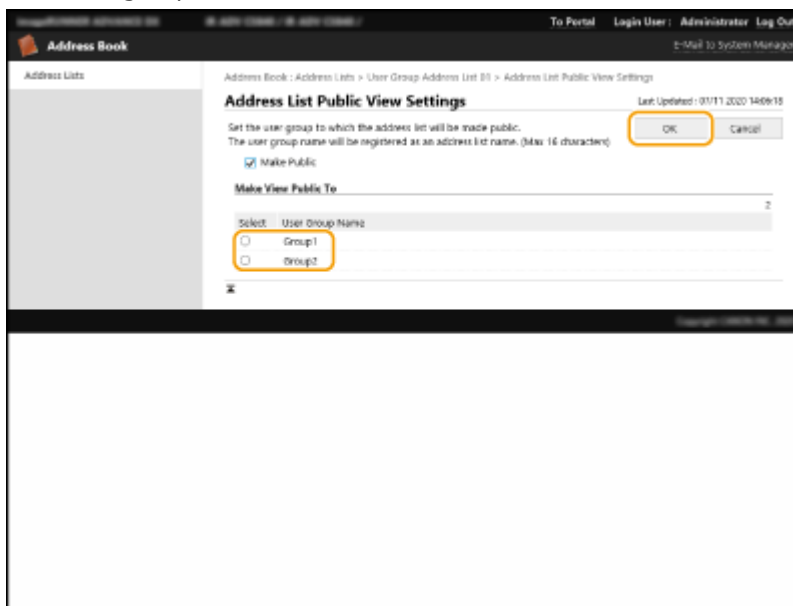 To Portal Login User: Administrator Log Out
Address Book
E-Mail to System Manager
Address Lists
Address Book : Address Lists > User Group Address List 01 > Address List Public View Settings
Address List Public View Settings
Last Updated : 01/11 2020 14:09:18
Set the user group to which the address list will be made public.
The user group name will be registered as an address list name. (Max 16 characters)
OK Cancel
Make Public
Make View Public To
2
Select User Group Name
Group1
Group2